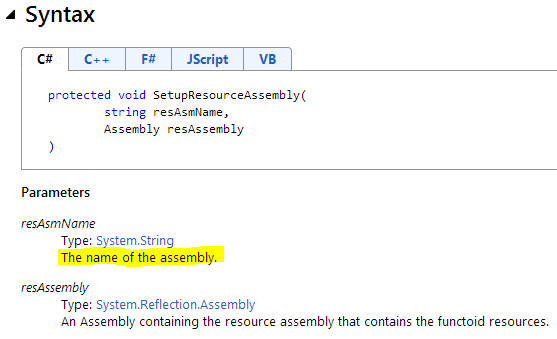 Syntax
C# C++ F# JScript VB
protected void SetupResourceAssembly(
string resAsmName,
Assembly resAssembly
)
Parameters
resAsmName
Type: System.String
The name of the assembly.
resAssembly
Type: System.Reflection.Assembly
An Assembly containing the resource assembly that contains the functoid resources.